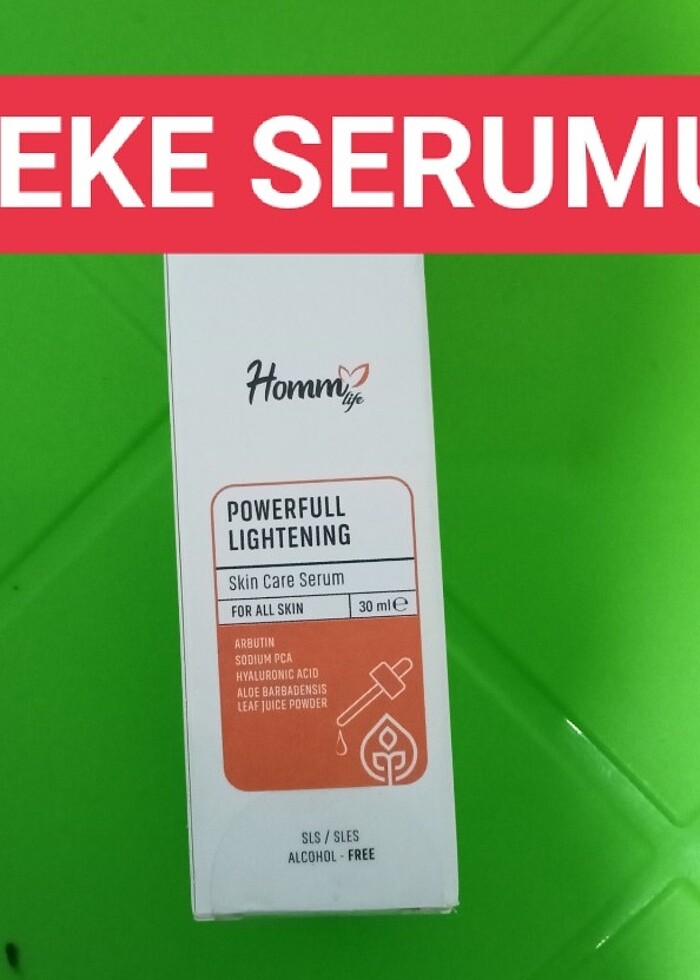 EKE SERUMU
Homm
life
POWERFULL
LIGHTENING
Skin Care Serum
FOR ALL SKIN
30 ml e
ARBUTIN
SODIUM PCA
HYALURONIC ACID
ALOE BARBADENSIS
LEAF JUICE POWDER
SLS / SLES
ALCOHOL - FREE